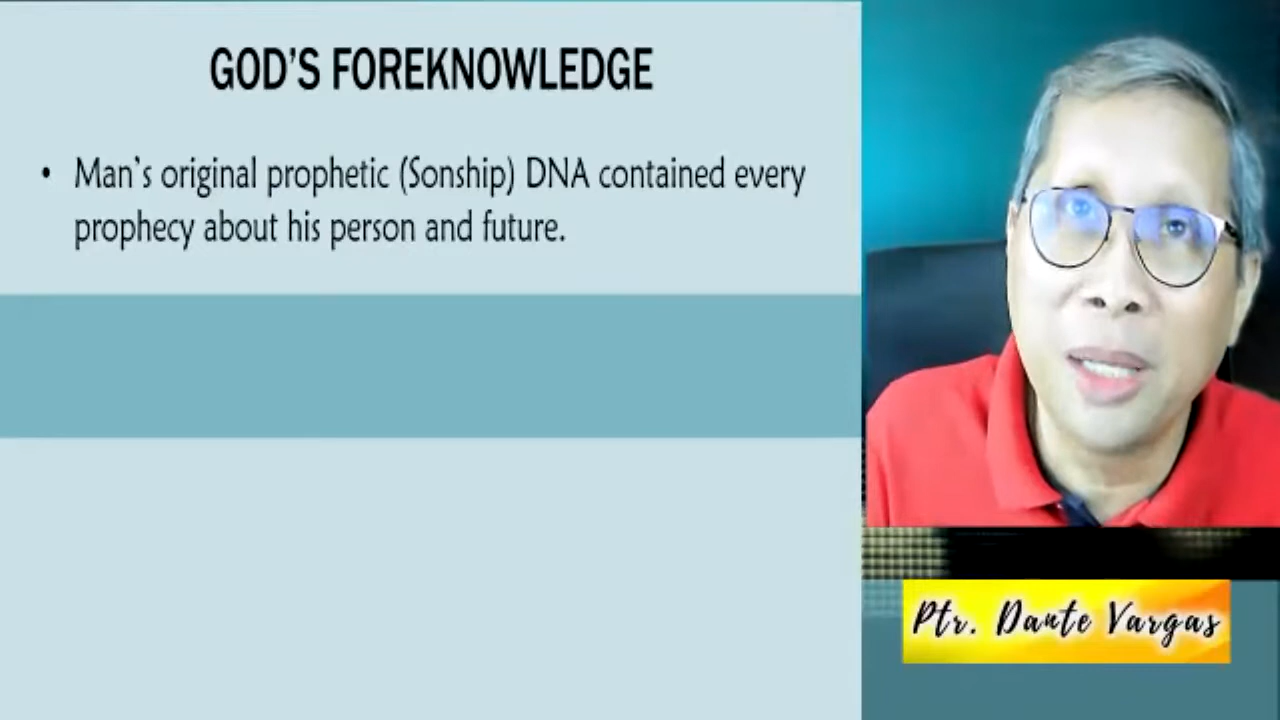 GOD'S FOREKNOWLEDGE
• Man`s original prophetic (Sonship) DNA contained every
prophecy about his person and future.
Ptr. Dante Vargas